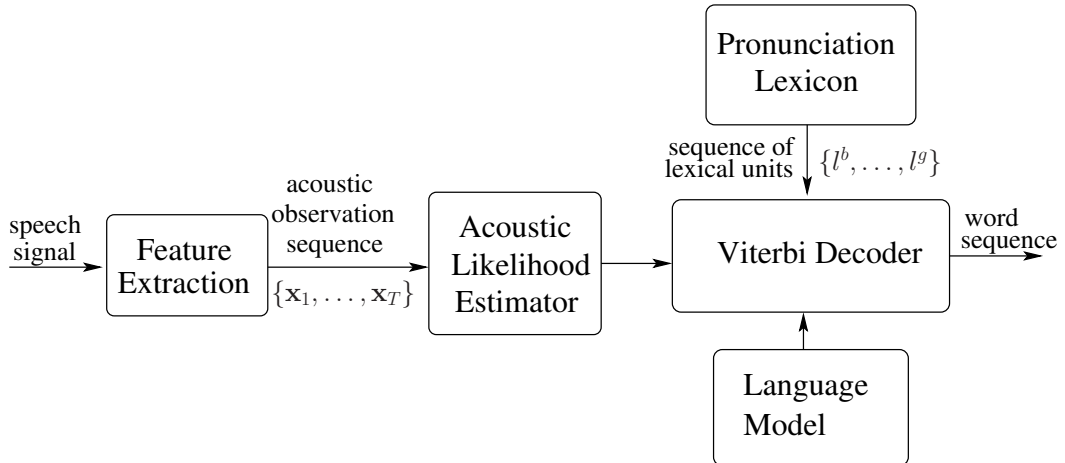 Pronunciation
Lexicon
sequence of
lexical units
{l^b, . . . , l^g}
speech
signal
Feature
Extraction
acoustic
observation
sequence
{x_1, . . . , x_T}
Acoustic
Likelihood
Estimator
Viterbi Decoder
word
sequence
Language
Model